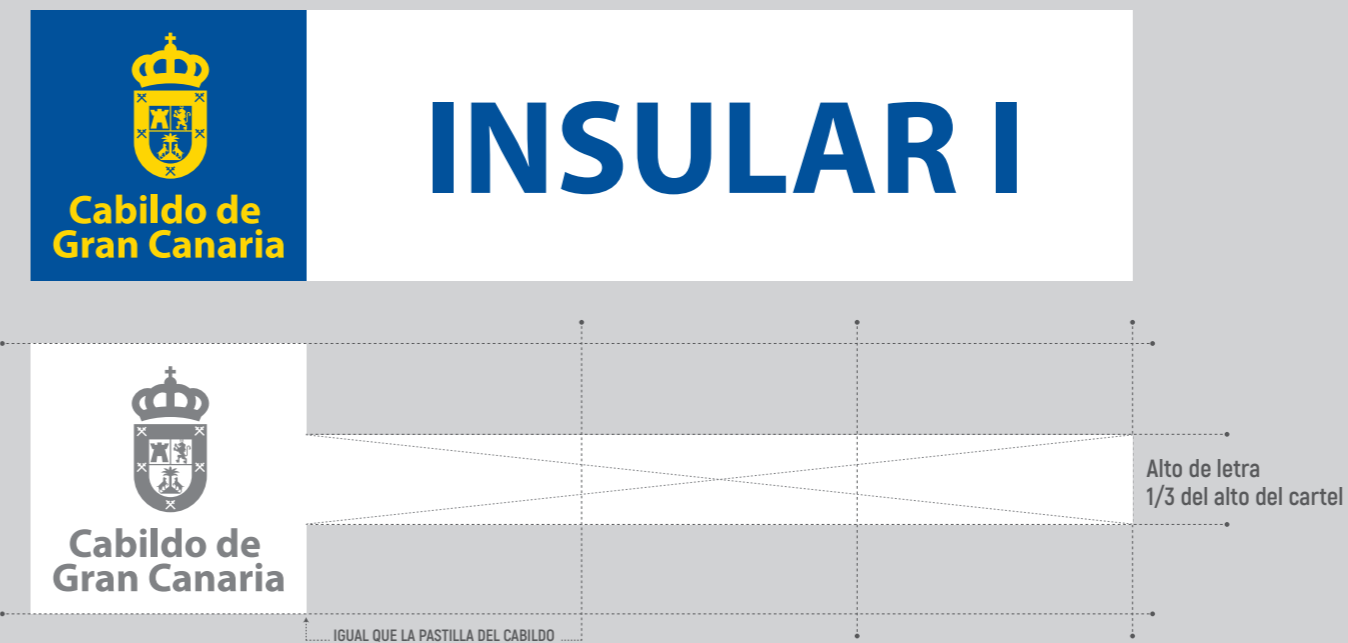 Cabildo de
Gran Canaria
INSULAR I
Cabildo de
Gran Canaria
Alto de letra
1/3 del alto del cartel
IGUAL QUE LA PASTILLA DEL CABILDO